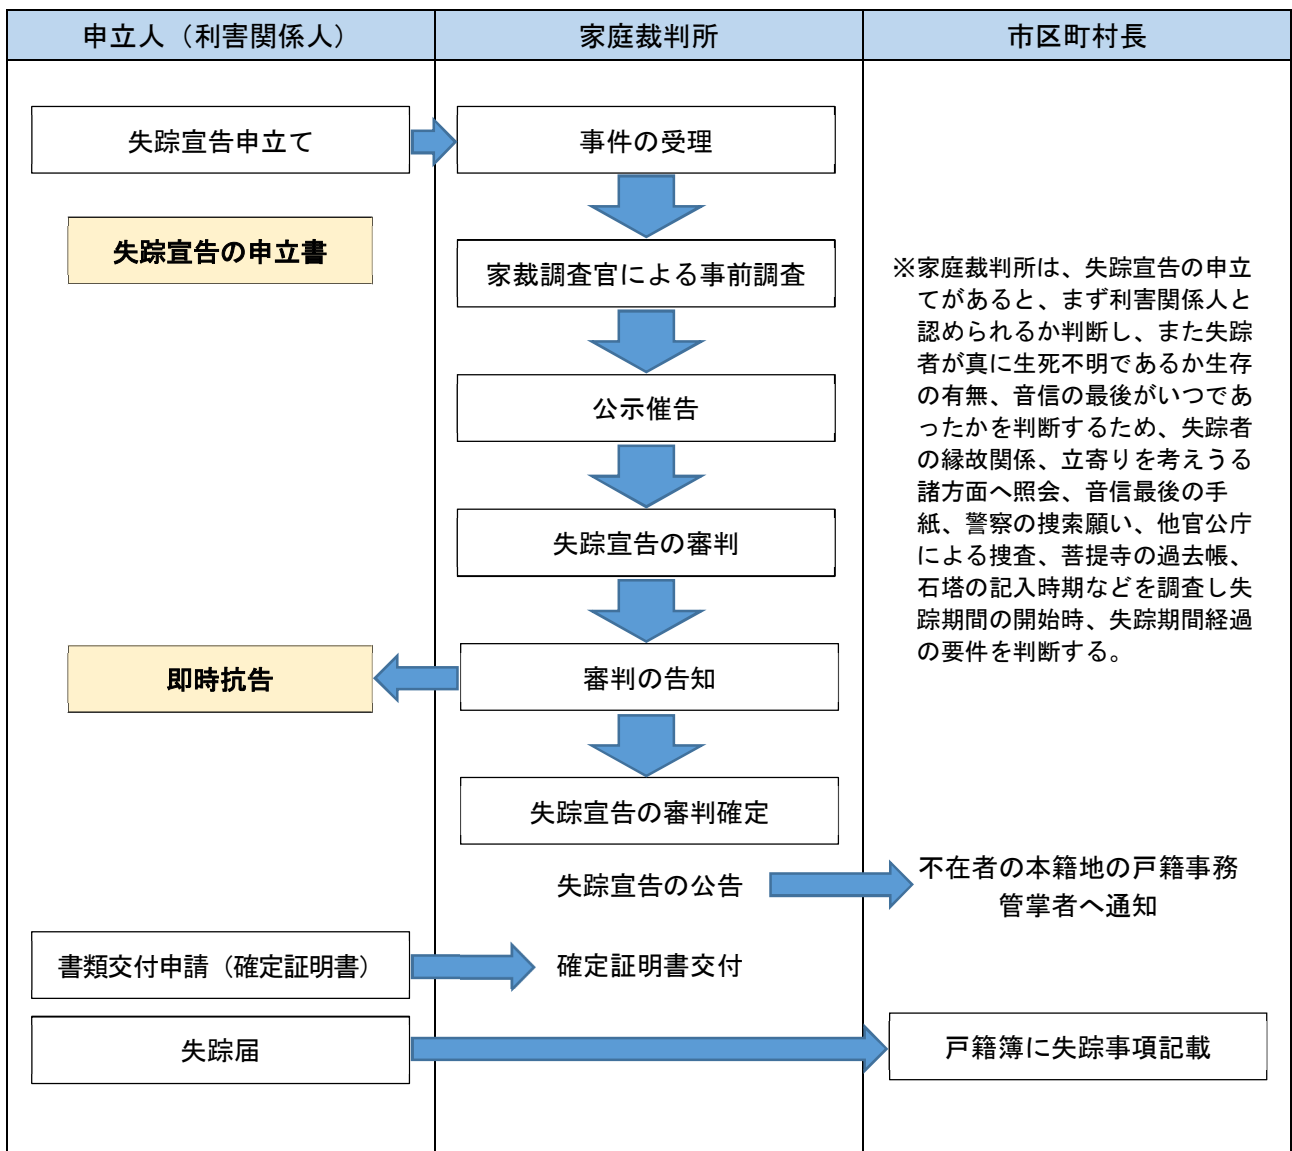 申立人（利害関係人）
家庭裁判所
市区町村長
失踪宣告申立て
事件の受理
失踪宣告の申立書
家裁調査官による事前調査
公示催告
失踪宣告の審判
即時抗告
審判の告知
失踪宣告の審判確定
※家庭裁判所は、失踪宣告の申立
てがあると、まず利害関係人と
認められるか判断し、また失踪
者が真に生死不明であるか生存
の有無、音信の最後がいつであ
ったかを判断するため、失踪者
の縁故関係、立寄りを考えうる
諸方面へ照会、音信最後の手
紙、警察の捜索願い、他官公庁
による捜査、菩提寺の過去帳、
石塔の記入時期などを調査し失
踪期間の開始時、失踪期間経過
の要件を判断する。
失踪宣告の公告
不在者の本籍地の戸籍事務
管掌者へ通知
書類交付申請（確定証明書）
確定証明書交付
失踪届
戸籍簿に失踪事項記載